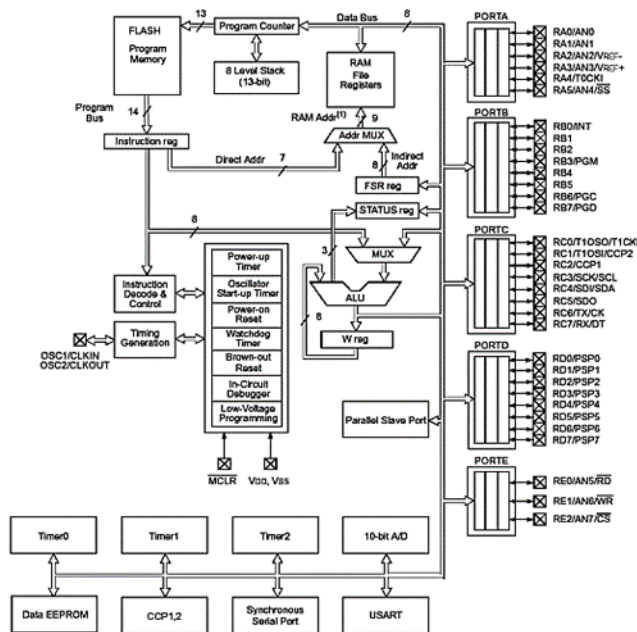 13
Data Bus
8
PORTA
FLASH
Program
Memory
Program Counter
8 Level Stack
(13-bit)
RAM
File
Registers
RA0/AN0
RA1/AN1
RA2/AN2/VREF-
RA3/AN3/VREF+
RA4/T0CKI
RA5/AN4/SS
Program
Bus
14
RAM Addr(1)
9
PORTB
Instruction reg
Addr MUX
Direct Addr
7
8
Indirect
Addr
FSR reg
RB0/INT
RB1
RB2
RB3/PGM
RB4
RB5
RB6/PGC
RB7/PGD
STATUS reg
8
PORTC
3
MUX
ALU
8
W reg
RC0/T1OSO/T1CKI
RC1/T1OSI/CCP2
RC2/CCP1
RC3/SCK/SCL
RC4/SDI/SDA
RC5/SDO
RC6/TX/CK
RC7/RX/DT
Instruction
Decode &
Control
Timing
Generation
OSC1/CLKIN
OSC2/CLKOUT
Power-up
Timer
Oscillator
Start-up Timer
Power-on
Reset
Watchdog
Timer
Brown-out
Reset
In-Circuit
Debugger
Low-Voltage
Programming
MCLR
VDD, VSS
PORTD
Parallel Slave Port
RD0/PSP0
RD1/PSP1
RD2/PSP2
RD3/PSP3
RD4/PSP4
RD5/PSP5
RD6/PSP6
RD7/PSP7
PORTE
RE0/AN5/RD
RE1/AN6/WR
RE2/AN7/CS
Timer0
Timer1
Timer2
10-bit A/D
Data EEPROM
CCP1,2
Synchronous
Serial Port
USART